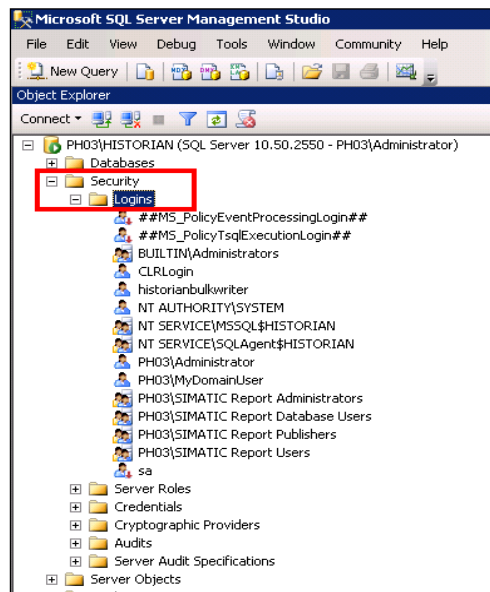 Microsoft SQL Server Management Studio
File Edit View Debug Tools Window Community Help
New Query
Object Explorer
Connect
PH03\HISTORIAN (SQL Server 10.50.2550 - PH03\Administrator)
Databases
Security
Logins
##MS_PolicyEventProcessingLogin##
##MS_PolicyTsqlExecutionLogin##
BUILTIN\Administrators
CLRLogin
historianbulkwriter
NT AUTHORITY\SYSTEM
NT SERVICE\MSSQL$HISTORIAN
NT SERVICE\SQLAgent$HISTORIAN
PH03\Administrator
PH03\MyDomainUser
PH03\SIMATIC Report Administrators
PH03\SIMATIC Report Database Users
PH03\SIMATIC Report Publishers
PH03\SIMATIC Report Users
sa
Server Roles
Credentials
Cryptographic Providers
Audits
Server Audit Specifications
Server Objects